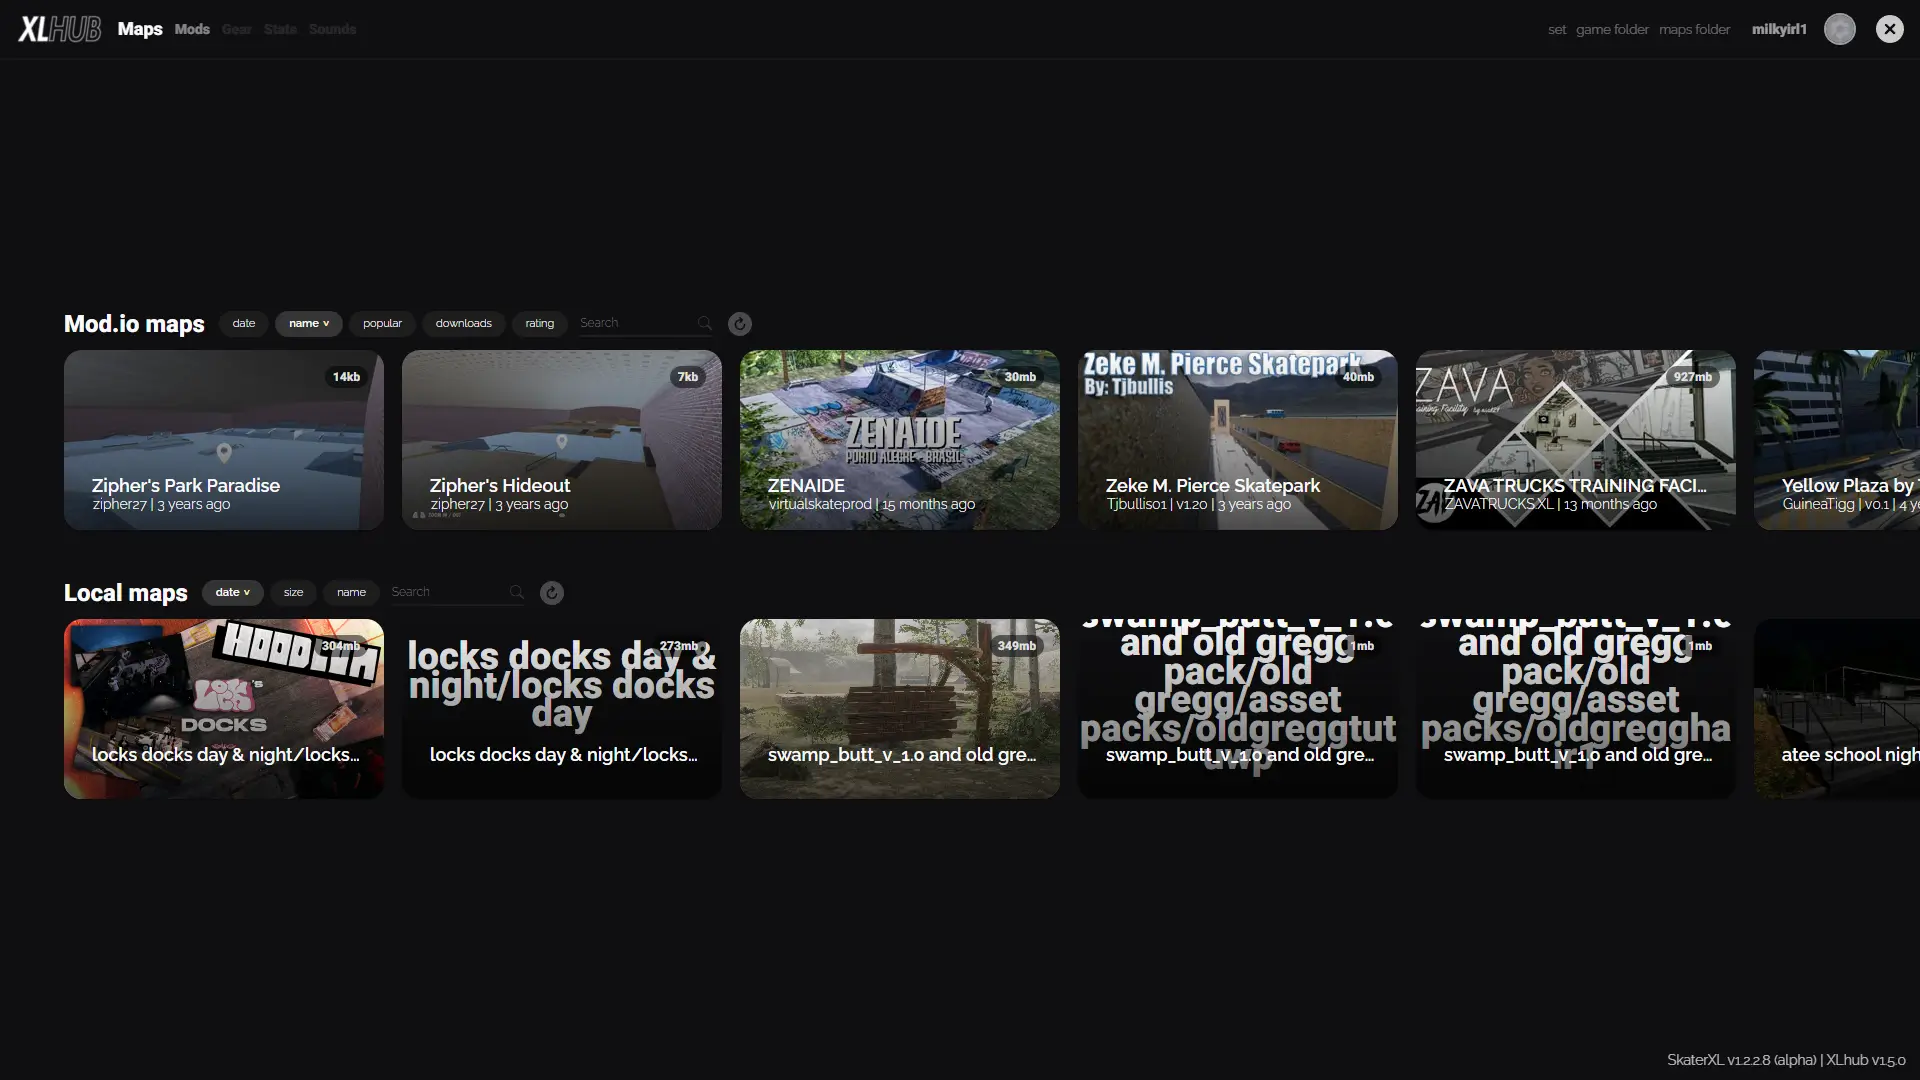 XLHUB Maps Mods Gear Stats Sounds
set game folder maps folder milkyirl1
Mod.io maps date name v popular downloads rating Search
14kb
Zipher's Park Paradise
zipher27 | 3 years ago
7kb
Zipher's Hideout
zipher27 | 3 years ago
30mb
ZENAIDE
PORTO ALEGRE - BRASIL
ZENAIDE
virtualskateprod | 15 months ago
Zeke M. Pierce Skatepark
By: Tjbullis
40mb
Zeke M. Pierce Skatepark
Tjbullis01 | v1.20 | 3 years ago
ZAVA
927mb
ZAVA TRUCKS TRAINING FACI...
ZAVATRUCKS.XL | 13 months ago
Yellow Plaza by
GuineaTigg | v0.1 | 4
Local maps date v size name Search
HOODLUM
304mb
DOCKS
locks docks day & night/locks...
273mb
locks docks day &
night/locks docks
day
locks docks day & night/locks...
349mb
swamp_butt_v_1.0 and old gre...
and old gregg
1mb
pack/old
gregg/asset
packs/oldgreggtut
swamp_butt_v_1.0 and old gre...
and old gregg
1mb
pack/old
gregg/asset
packs/oldgreggha
irT
swamp_butt_v_1.0 and old gre...
atee school nigh
SkaterXL v1.2.2.8 (alpha) | XLhub v1.5.0